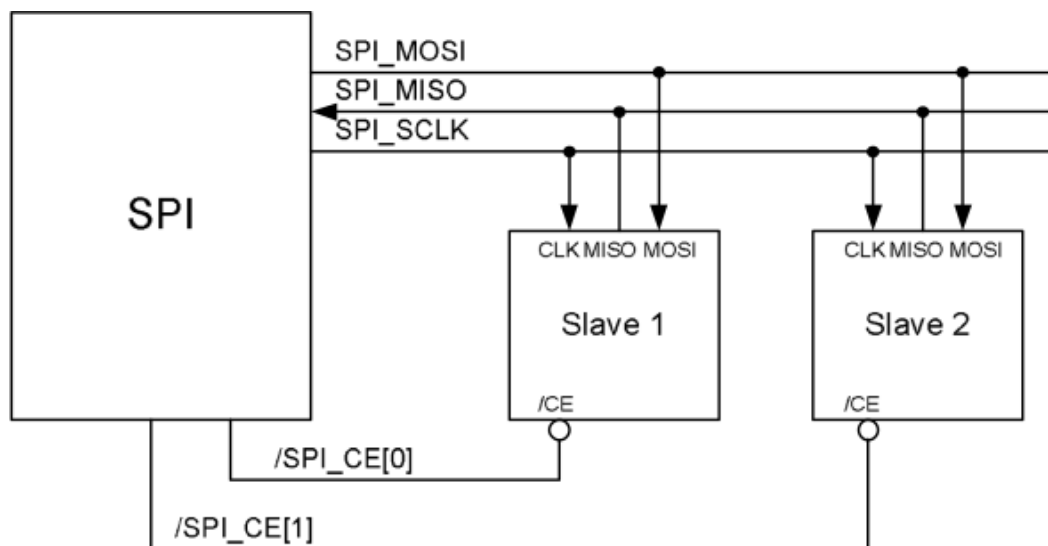 SPI_MOSI
SPI_MISO
SPI_SCLK
SPI
CLK MISO MOSI
CLK MISO MOSI
Slave 1
Slave 2
/CE
/CE
/SPI_CE[0]
/SPI_CE[1]